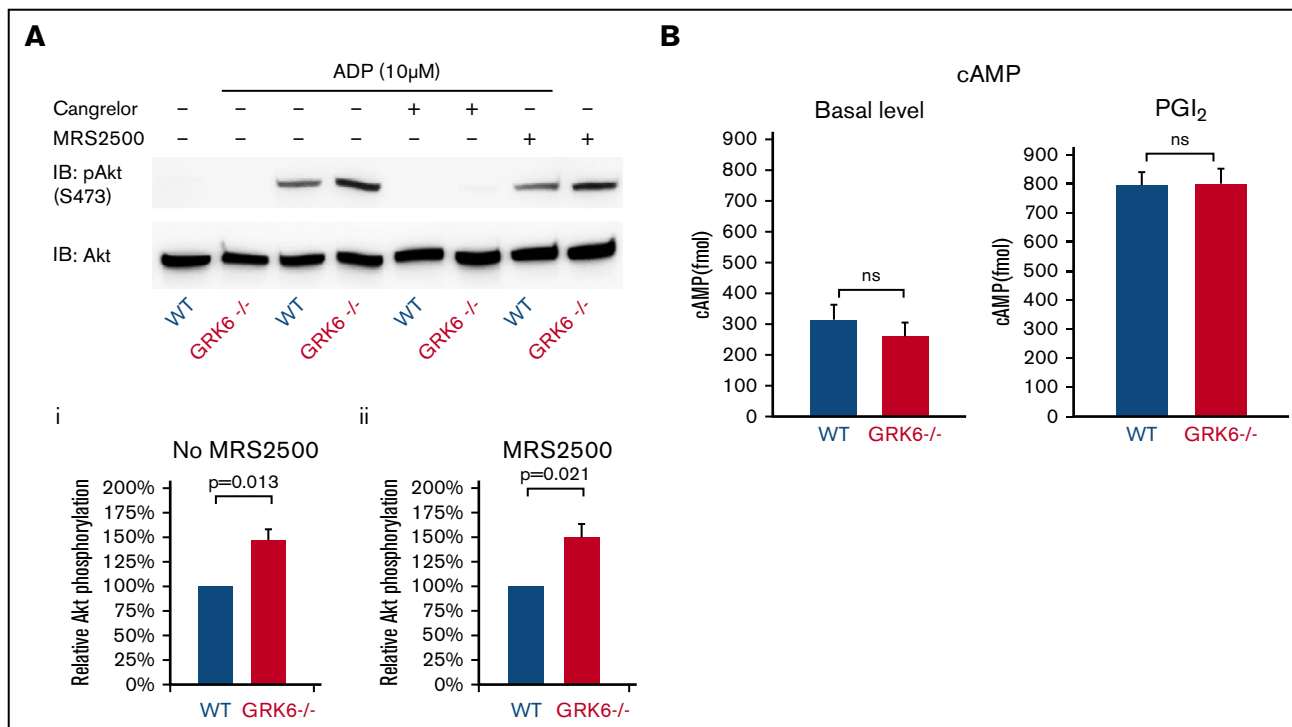 A
ADP (10µM)
Cangrelor – – – – + + – –
MRS2500 – – – – – – + +
IB: pAkt
(S473)
IB: Akt
WT GRK6 -/- WT GRK6 -/- WT GRK6 -/- WT GRK6 -/-
i
No MRS2500
p=0.013
Relative Akt phosphorylation
200%
175%
150%
125%
100%
75%
50%
25%
0%
WT GRK6-/-
ii
MRS2500
p=0.021
Relative Akt phosphorylation
200%
175%
150%
125%
100%
75%
50%
25%
0%
WT GRK6-/-
B
cAMP
Basal level
ns
cAMP(fmol)
900
800
700
600
500
400
300
200
100
0
WT GRK6-/-
PGI₂
ns
cAMP(fmol)
900
800
700
600
500
400
300
200
100
0
WT GRK6-/-